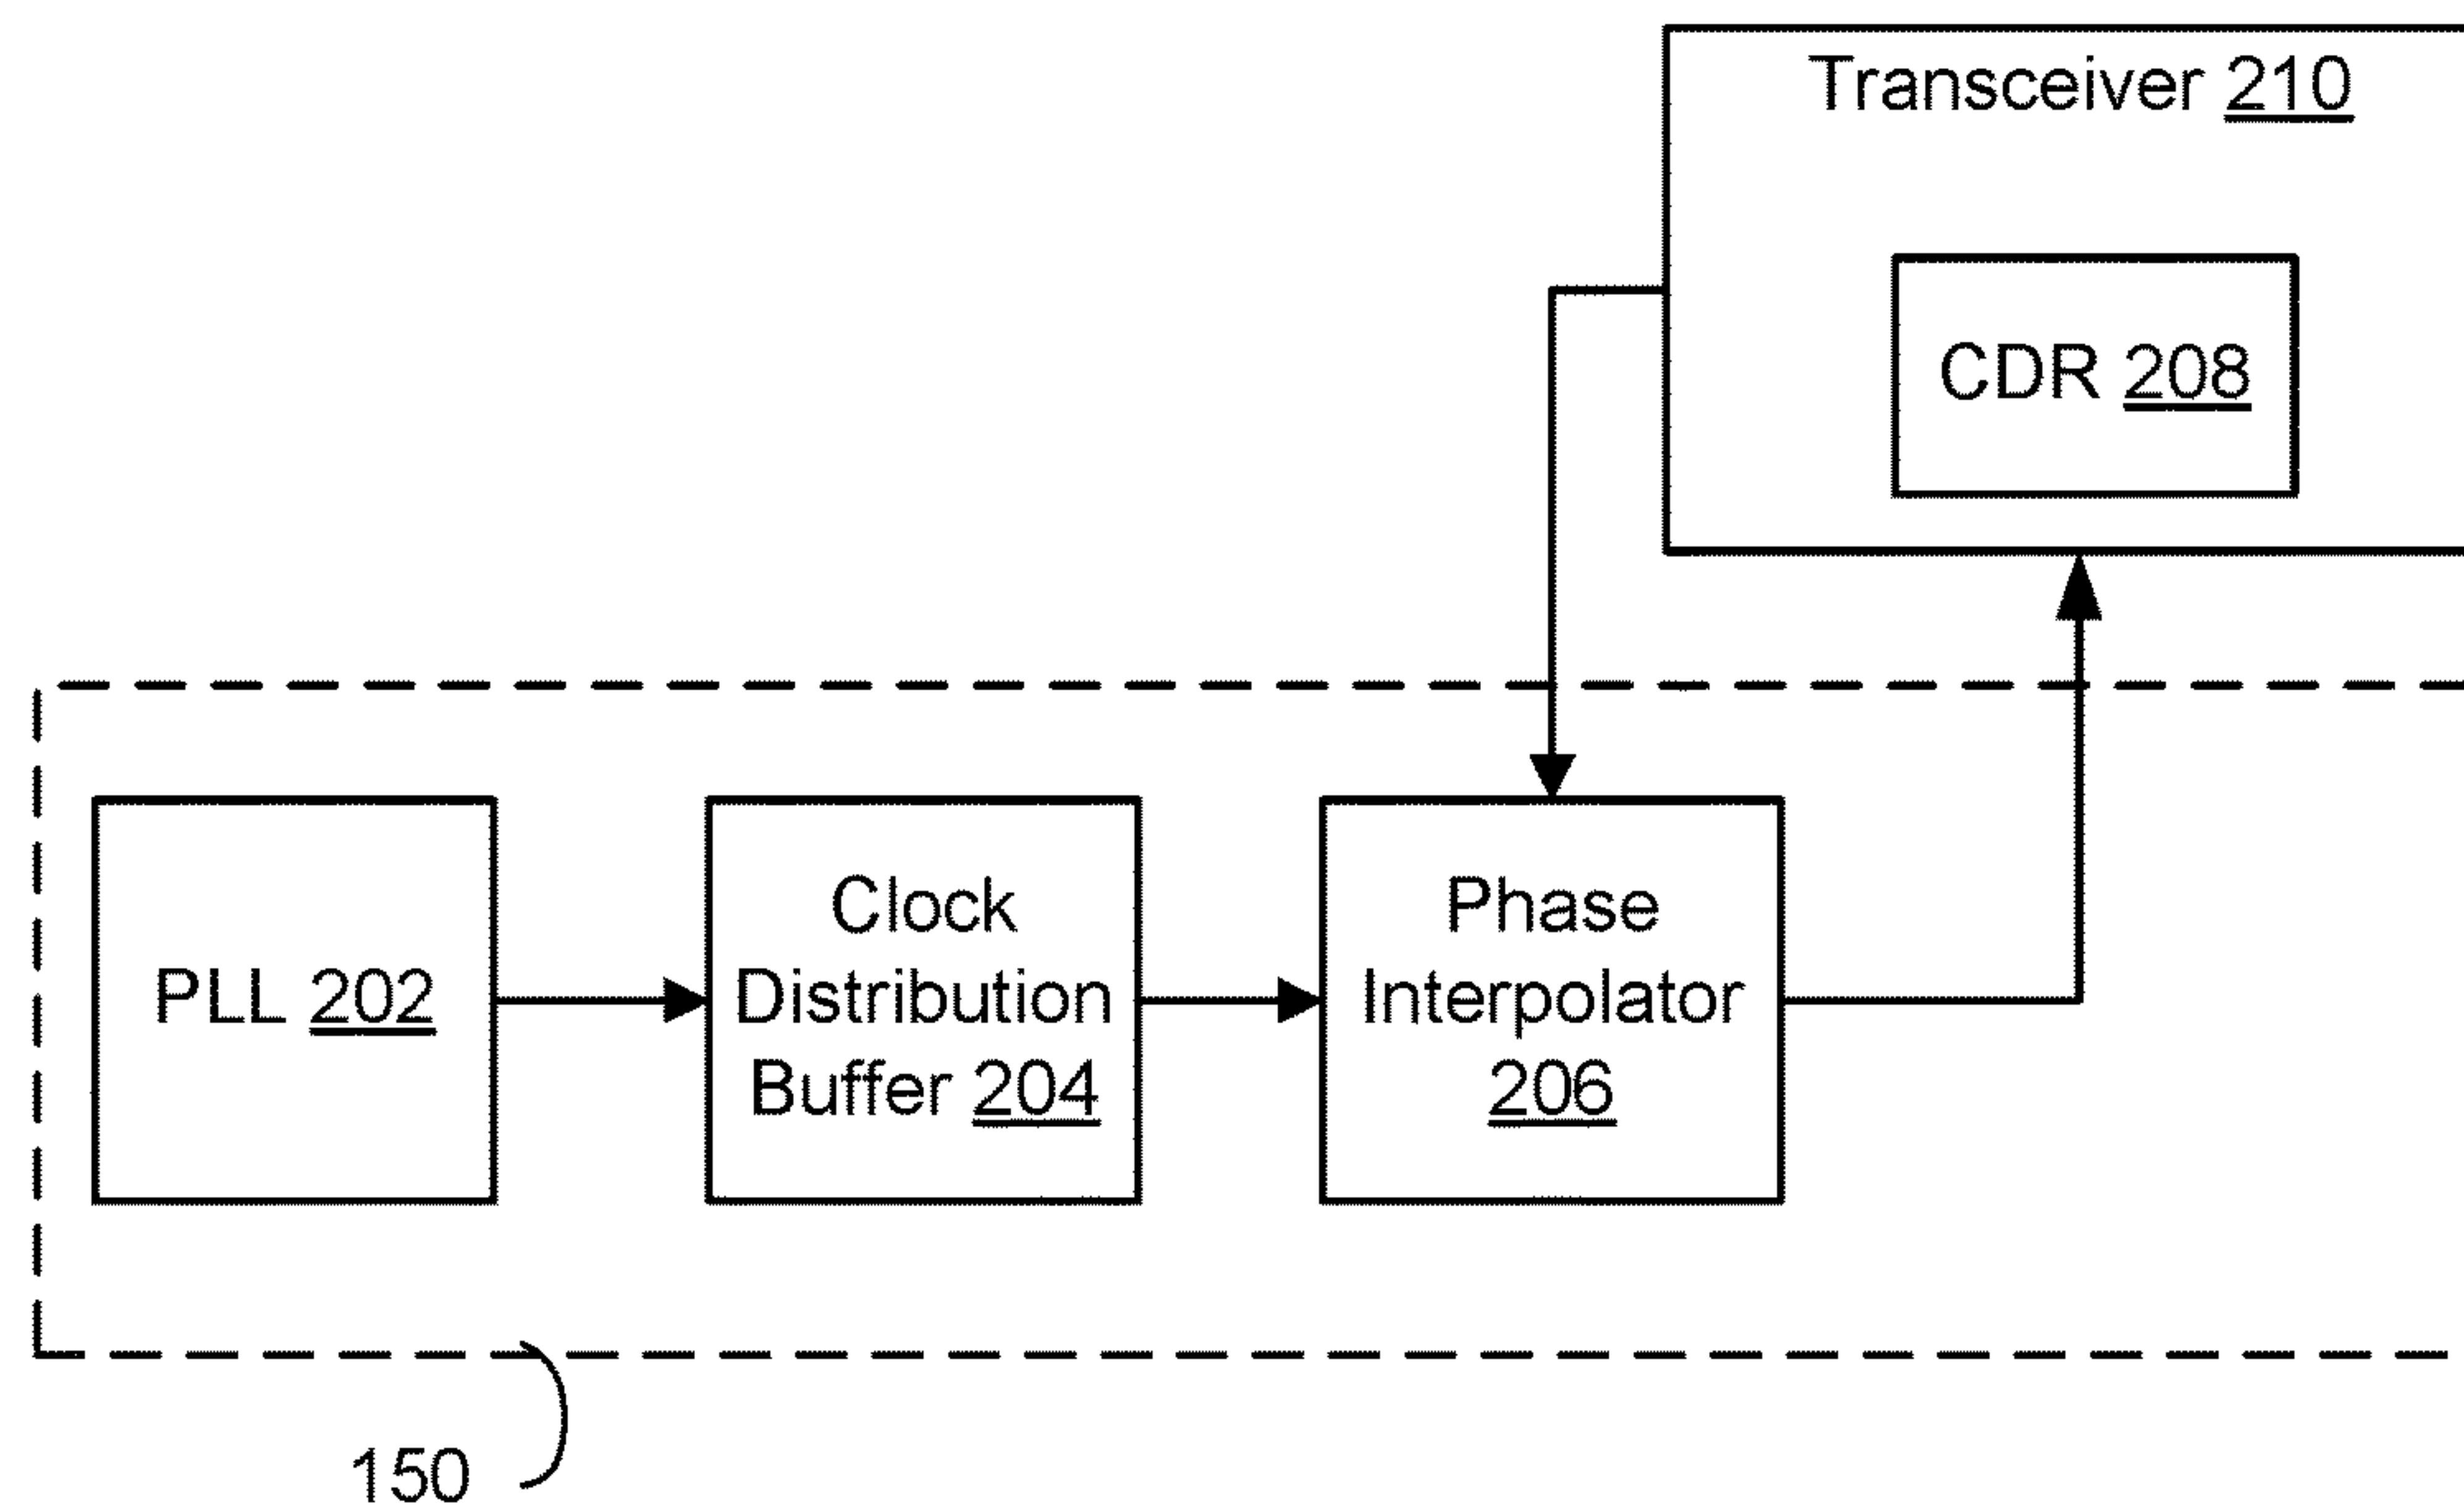 Transceiver 210
CDR 208
PLL 202
Clock
Distribution
Buffer 204
Phase
Interpolator
206
150